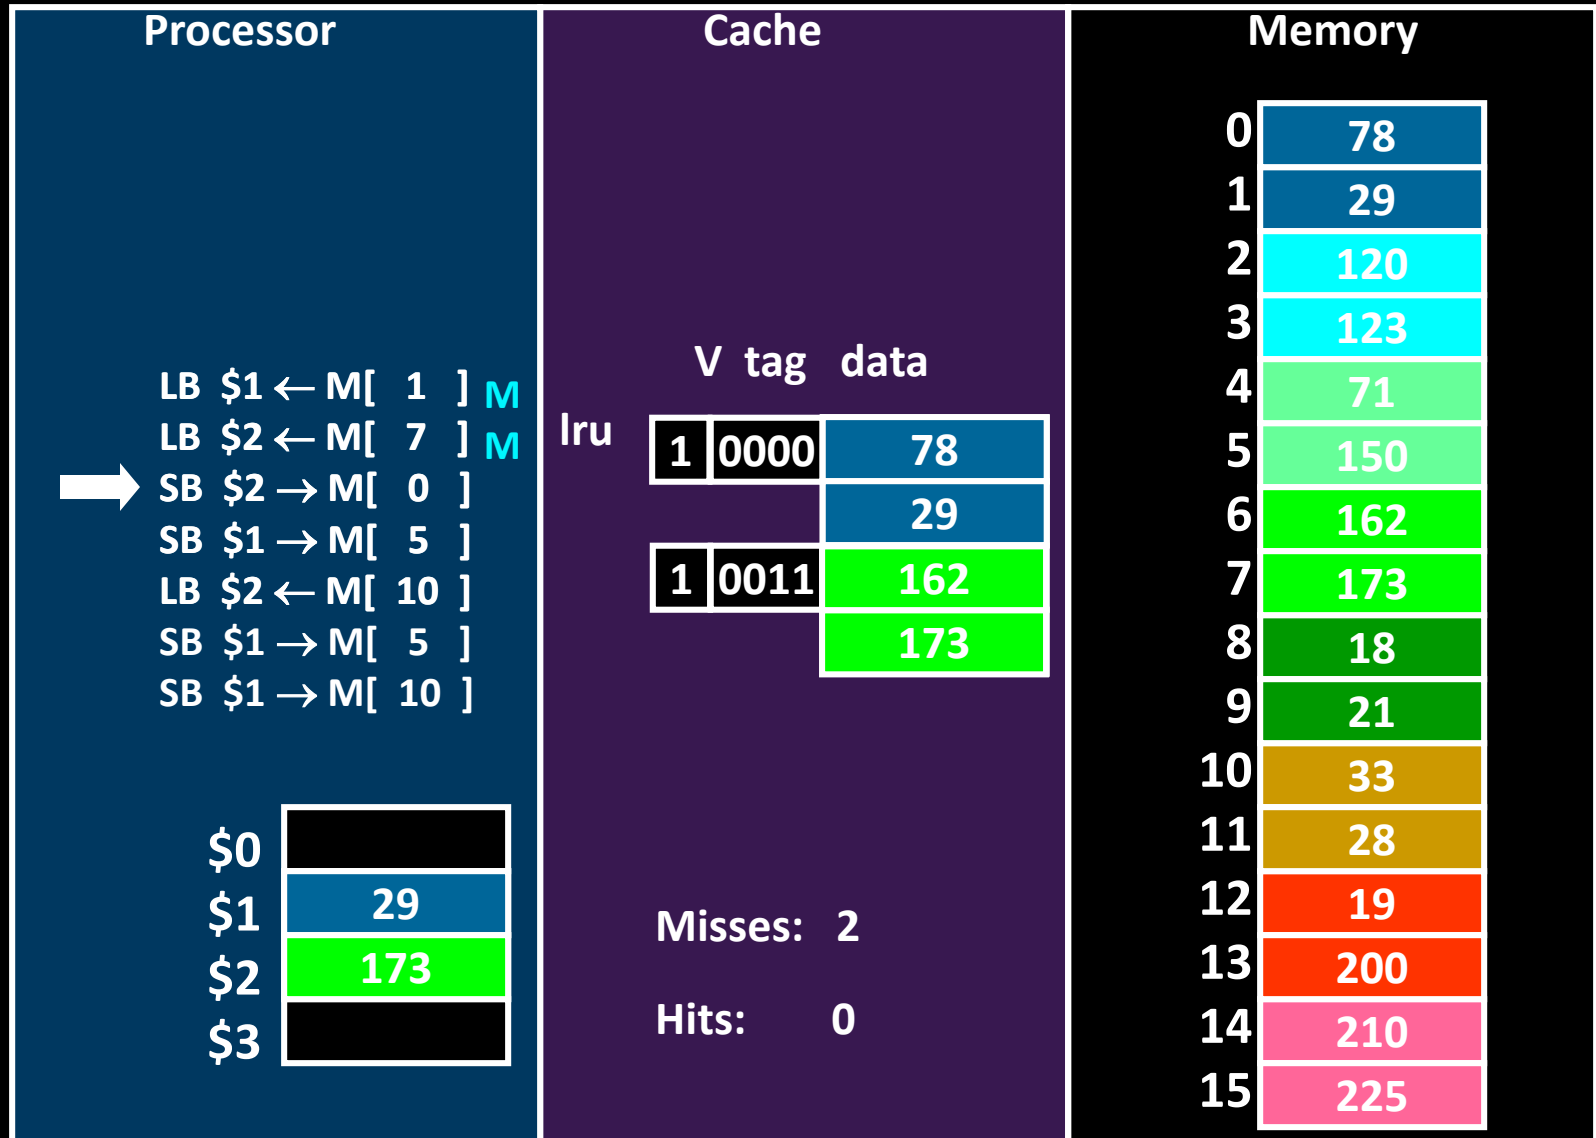 Processor
LB $1 ← M[ 1 ] M
LB $2 ← M[ 7 ] M
SB $2 → M[ 0 ]
SB $1 → M[ 5 ]
LB $2 ← M[ 10 ]
SB $1 → M[ 5 ]
SB $1 → M[ 10 ]
$0
$1 29
$2 173
$3
Cache
V tag data
lru 1 0000 78
29
1 0011 162
173
Misses: 2
Hits: 0
Memory
0 78
1 29
2 120
3 123
4 71
5 150
6 162
7 173
8 18
9 21
10 33
11 28
12 19
13 200
14 210
15 225